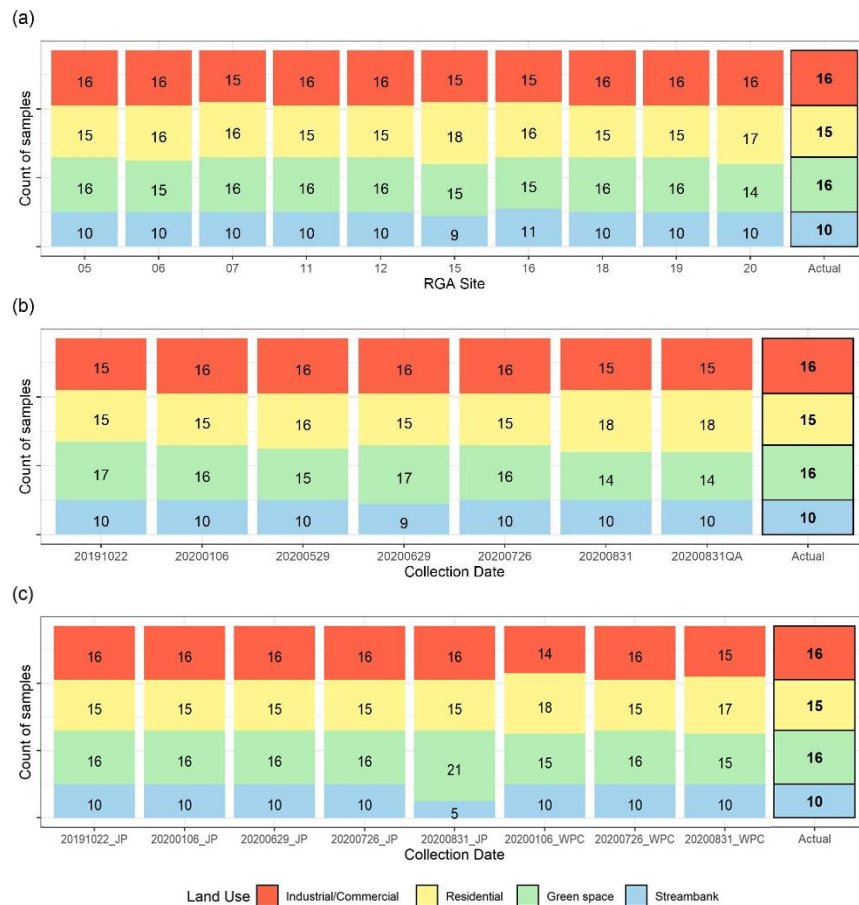 (a)
Count of samples
16 16 15 16 16 15 15 16 16 16 16
15 16 16 15 15 18 16 15 15 17 15
16 15 16 16 16 15 15 16 16 14 16
10 10 10 10 10 9 11 10 10 10 10
05 06 07 11 12 15 16 18 19 20 Actual
RGA Site
(b)
Count of samples
15 16 16 16 16 15 15 16
15 15 16 15 15 18 18 15
17 16 15 17 16 14 14 16
10 10 10 9 10 10 10 10
20191022 20200106 20200529 20200629 20200726 20200831 20200831QA Actual
Collection Date
(c)
Count of samples
16 16 16 16 16 14 16 15 16
15 15 15 15 15 18 15 17 15
16 16 16 16 21 15 16 15 16
10 10 10 10 5 10 10 10 10
20191022_JP 20200106_JP 20200629_JP 20200726_JP 20200831_JP 20200106_WPC 20200726_WPC 20200831_WPC Actual
Collection Date
Land Use Industrial/Commercial Residential Green space Streambank